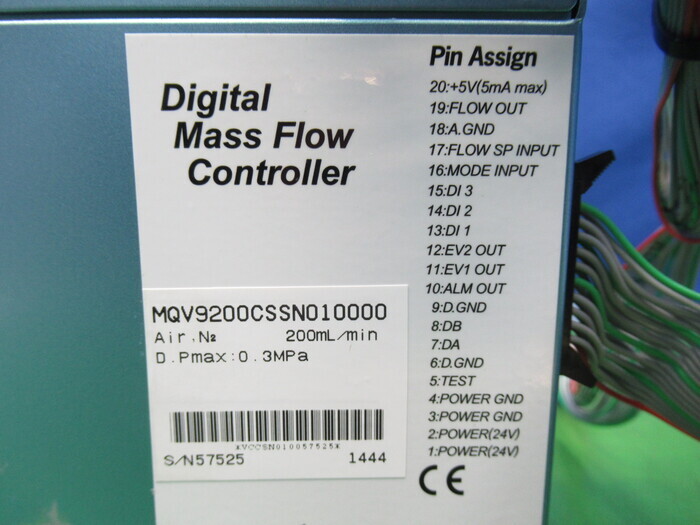 Digital
Mass Flow
Controller
MQV9200CSSN010000
Air.N₂ 200mL/min
D.Pmax:0.3MPa
*VCCSN010057525*
S/N57525 1444
Pin Assign
20:+5V(5mA max)
19:FLOW OUT
18:A.GND
17:FLOW SP INPUT
16:MODE INPUT
15:DI 3
14:DI 2
13:DI 1
12:EV2 OUT
11:EV1 OUT
10:ALM OUT
9:D.GND
8:DB
7:DA
6:D.GND
5:TEST
4:POWER GND
3:POWER GND
2:POWER(24V)
1:POWER(24V)
CE